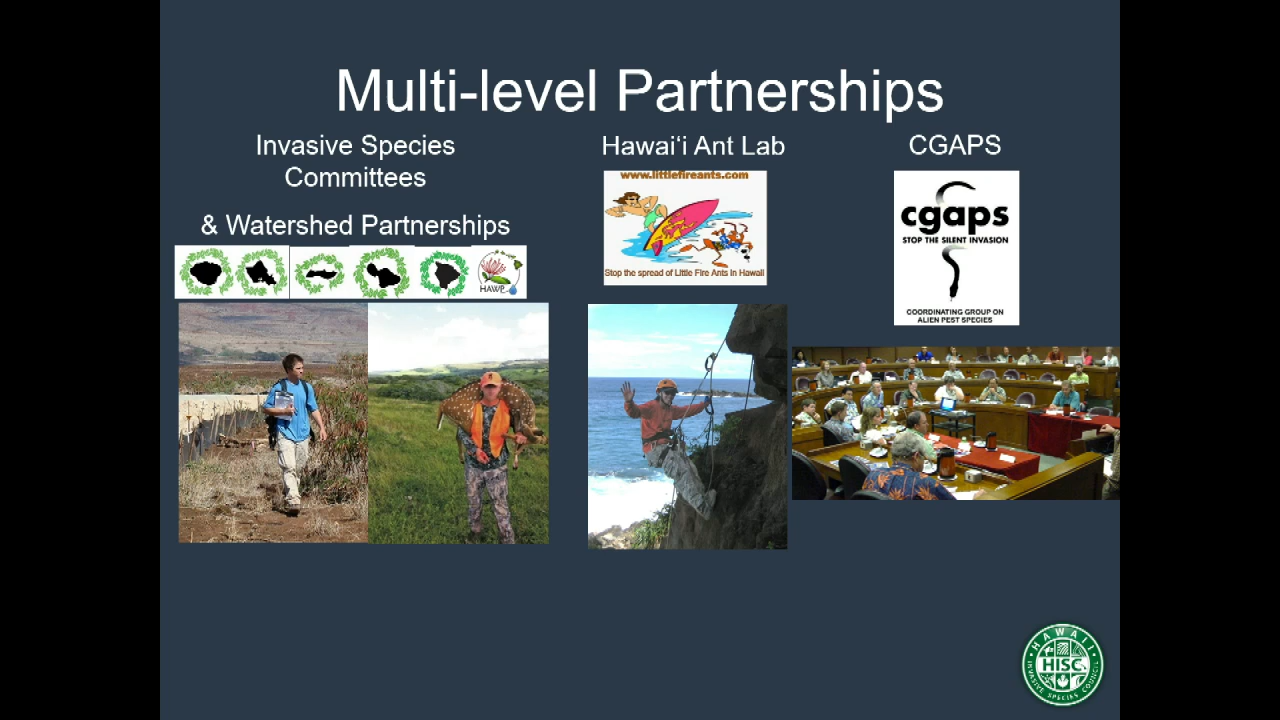 Multi-level Partnerships
Invasive Species
Committees
& Watershed Partnerships
HAWP
Hawai‘i Ant Lab
www.littlefireants.com
Stop the spread of Little Fire Ants in Hawaii
CGAPS
cgaps
STOP THE SILENT INVASION
COORDINATING GROUP ON
ALIEN PEST SPECIES
HAWAII
HISC
INVASIVE SPECIES COUNCIL